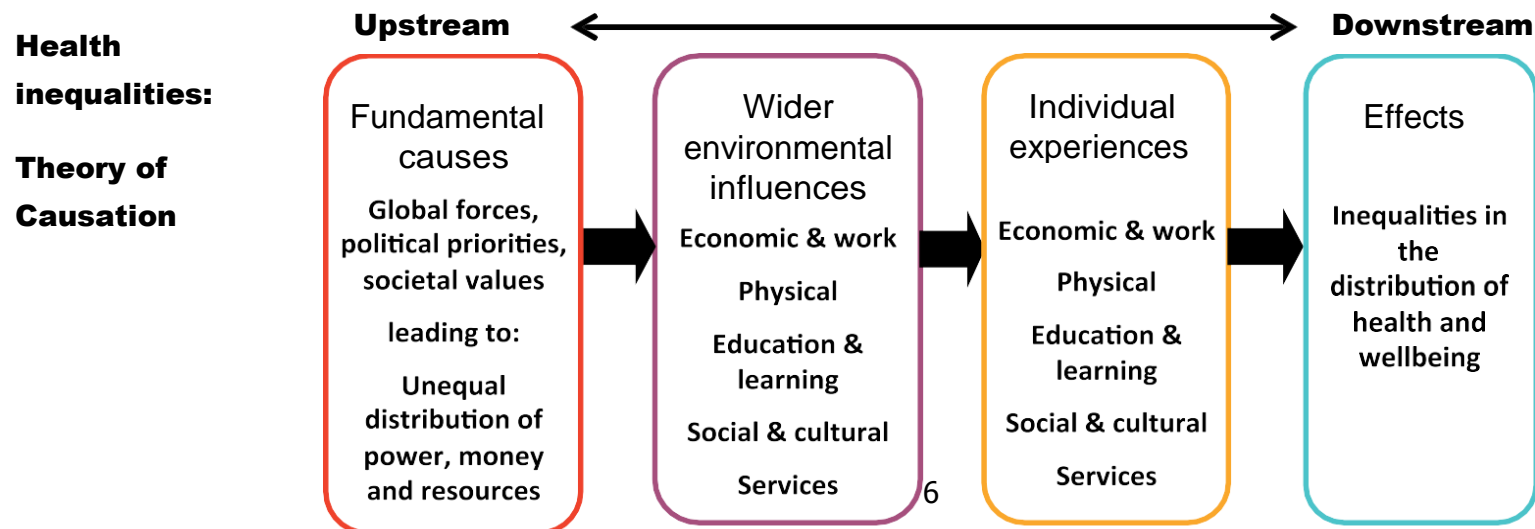 Health
inequalities:
Theory of
Causation
Upstream
Downstream
Fundamental
causes
Global forces,
political priorities,
societal values
leading to:
Unequal
distribution of
power, money
and resources
Wider
environmental
influences
Economic & work
Physical
Education &
learning
Social & cultural
Services
6
Individual
experiences
Economic & work
Physical
Education &
learning
Social & cultural
Services
Effects
Inequalities in
the
distribution of
health and
wellbeing